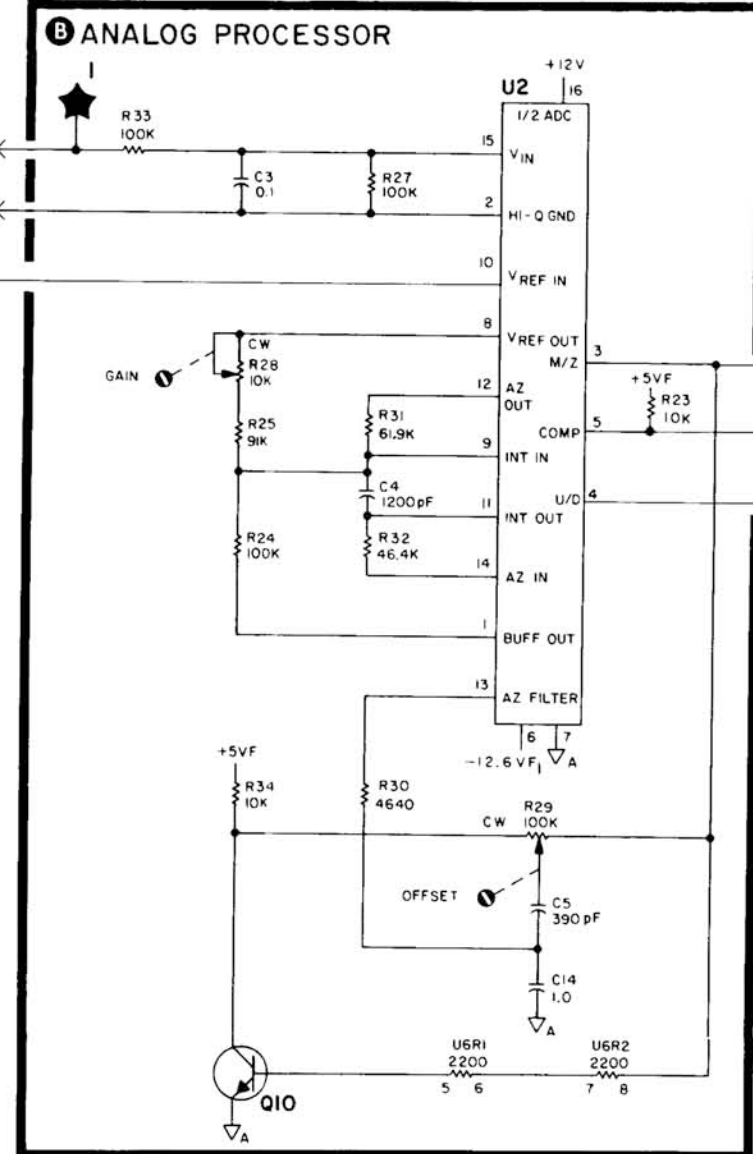 B ANALOG PROCESSOR
1
+12V
U2
16
1/2 ADC
R33
100K
15
VIN
C3
0.1
R27
100K
2
HI-Q GND
10
VREF IN
8
VREF OUT
M/Z
3
CW
GAIN
R28
10K
12
AZ
OUT
+5VF
R23
10K
R25
91K
R31
61.9K
COMP
5
9
INT IN
C4
1200pF
U/D
4
11
INT OUT
R24
100K
R32
46.4K
14
AZ IN
1
BUFF OUT
13
AZ FILTER
6
7
-12.6VF1
A
+5VF
R34
10K
R30
4640
R29
CW 100K
OFFSET
C5
390pF
C14
1.0
A
U6R1
2200
5 6
U6R2
2200
7 8
Q10
A